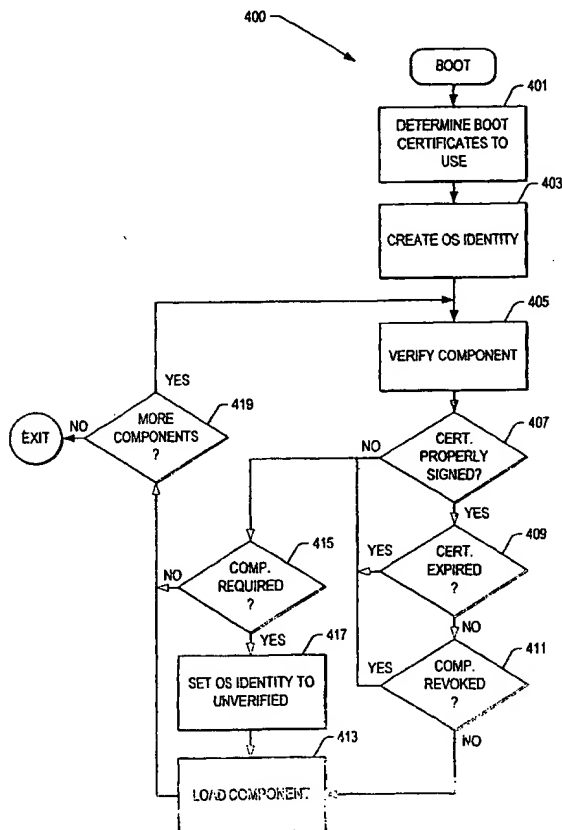 400
BOOT
401
DETERMINE BOOT
CERTIFICATES TO
USE
403
CREATE OS IDENTITY
405
VERIFY COMPONENT
YES
419
NO
MORE
COMPONENTS
?
EXIT
407
NO
CERT.
PROPERLY
SIGNED?
YES
415
409
COMP.
REQUIRED
?
NO
YES
CERT.
EXPIRED
?
YES
NO
417
411
SET OS IDENTITY TO
UNVERIFIED
YES
COMP.
REVOKED
?
NO
413
LOAD COMPONENT